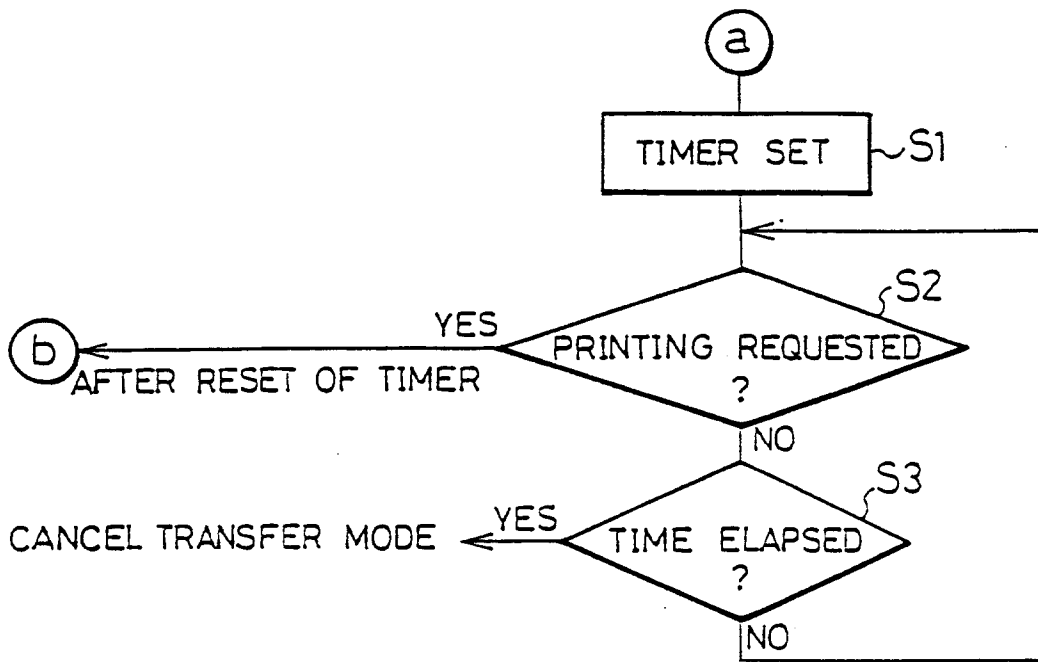 a
TIMER SET
S1
S2
YES
PRINTING REQUESTED
?
b
AFTER RESET OF TIMER
NO
S3
YES
CANCEL TRANSFER MODE
TIME ELAPSED
?
NO